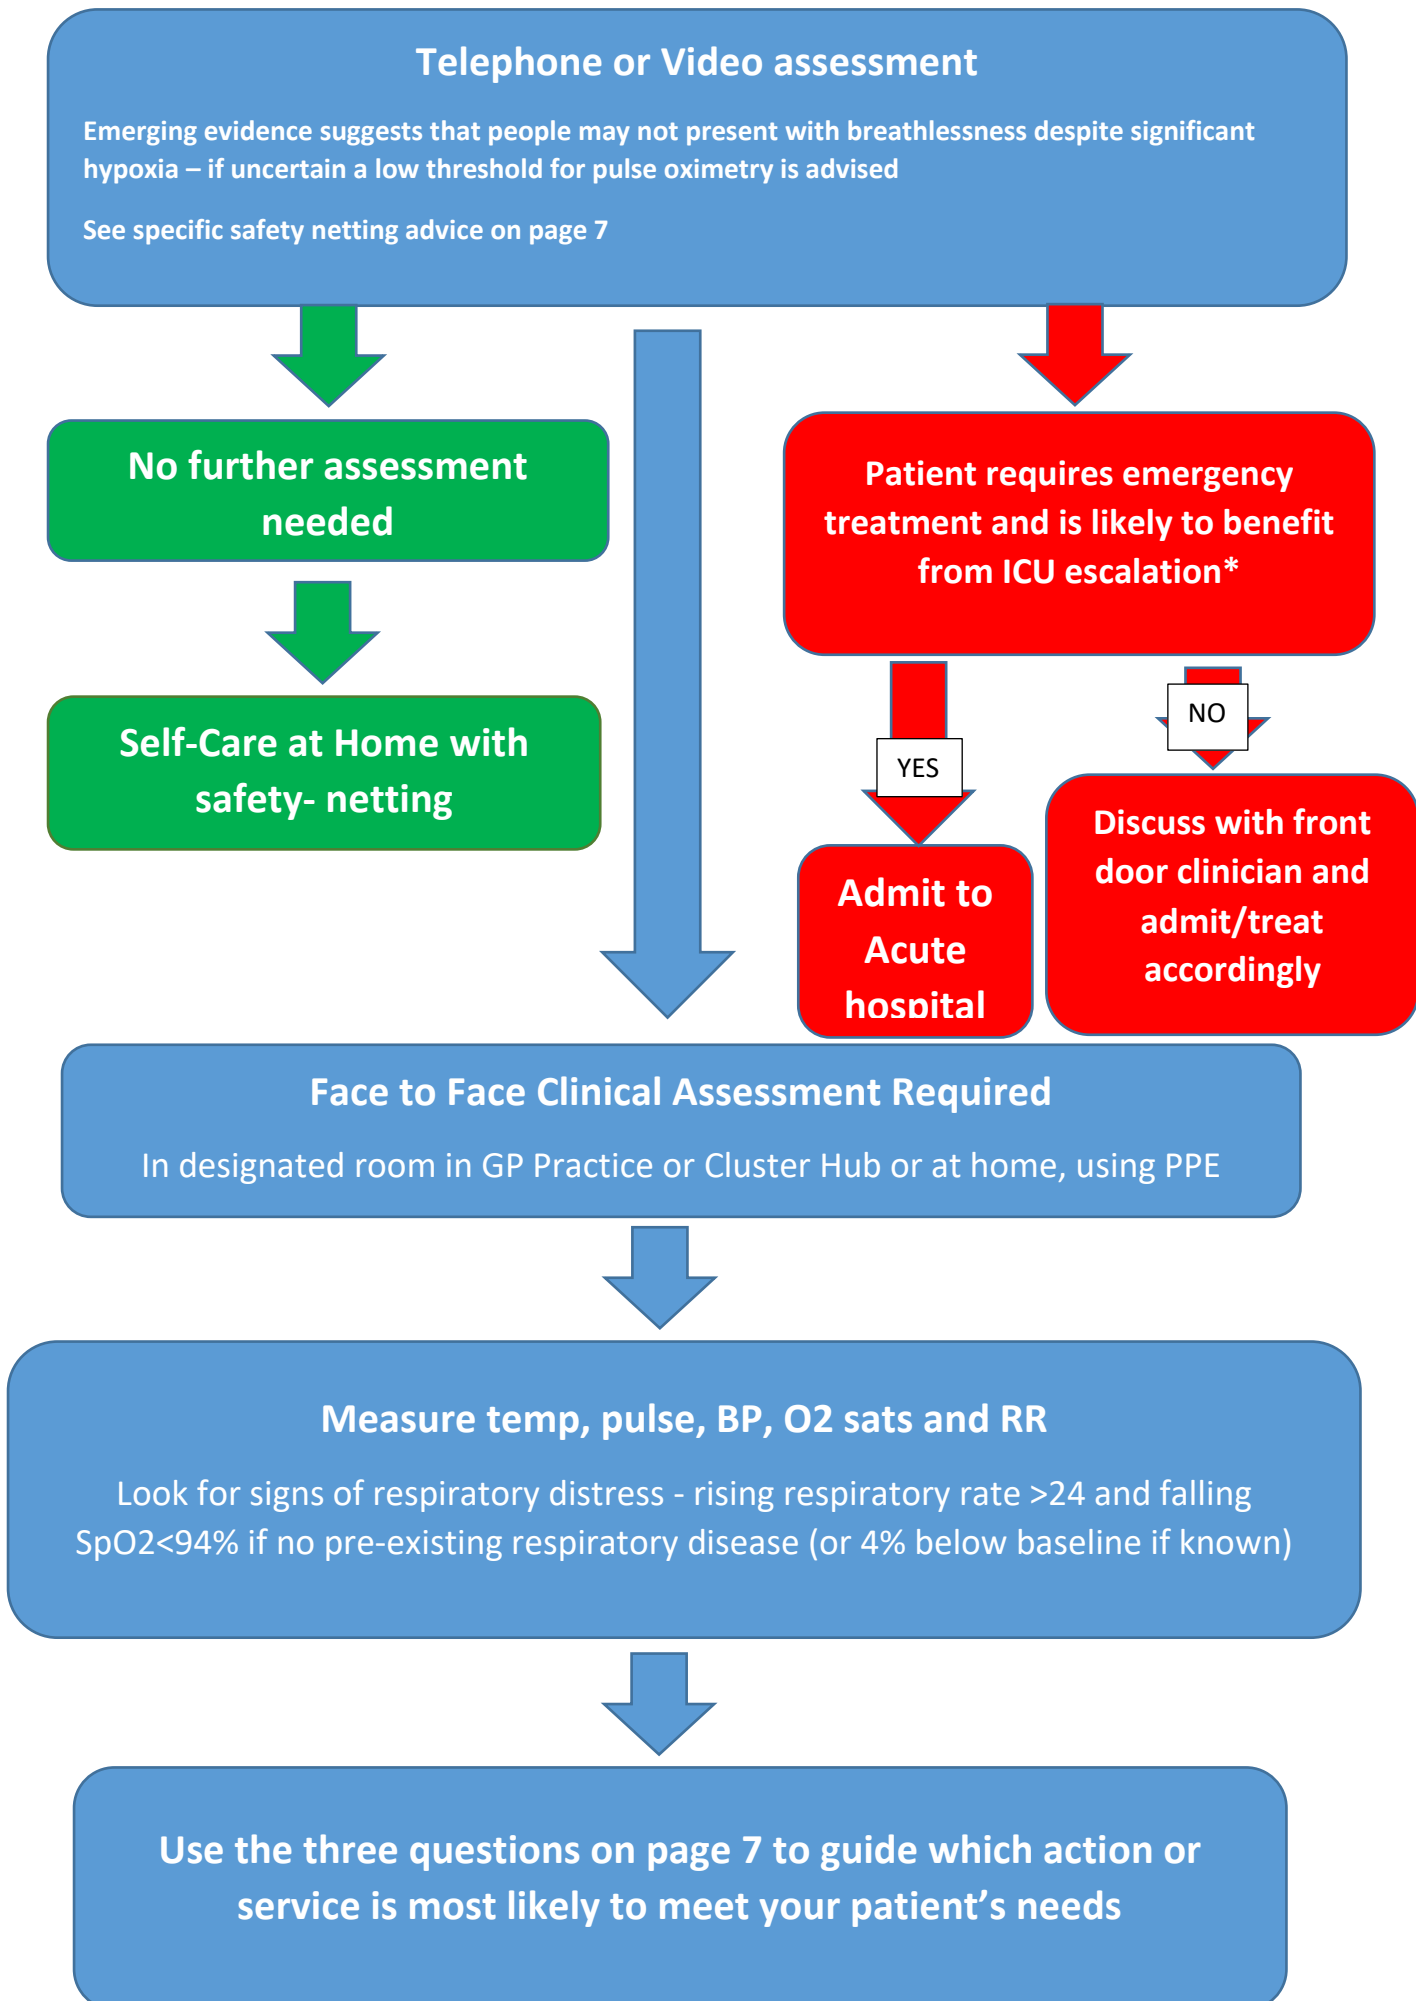 Telephone or Video assessment
Emerging evidence suggests that people may not present with breathlessness despite significant
hypoxia – if uncertain a low threshold for pulse oximetry is advised
See specific safety netting advice on page 7
No further assessment
needed
Self-Care at Home with
safety- netting
Patient requires emergency
treatment and is likely to benefit
from ICU escalation*
YES
NO
Admit to
Acute
hospital
Discuss with front
door clinician and
admit/treat
accordingly
Face to Face Clinical Assessment Required
In designated room in GP Practice or Cluster Hub or at home, using PPE
Measure temp, pulse, BP, O2 sats and RR
Look for signs of respiratory distress - rising respiratory rate >24 and falling
SpO2<94% if no pre-existing respiratory disease (or 4% below baseline if known)
Use the three questions on page 7 to guide which action or
service is most likely to meet your patient’s needs